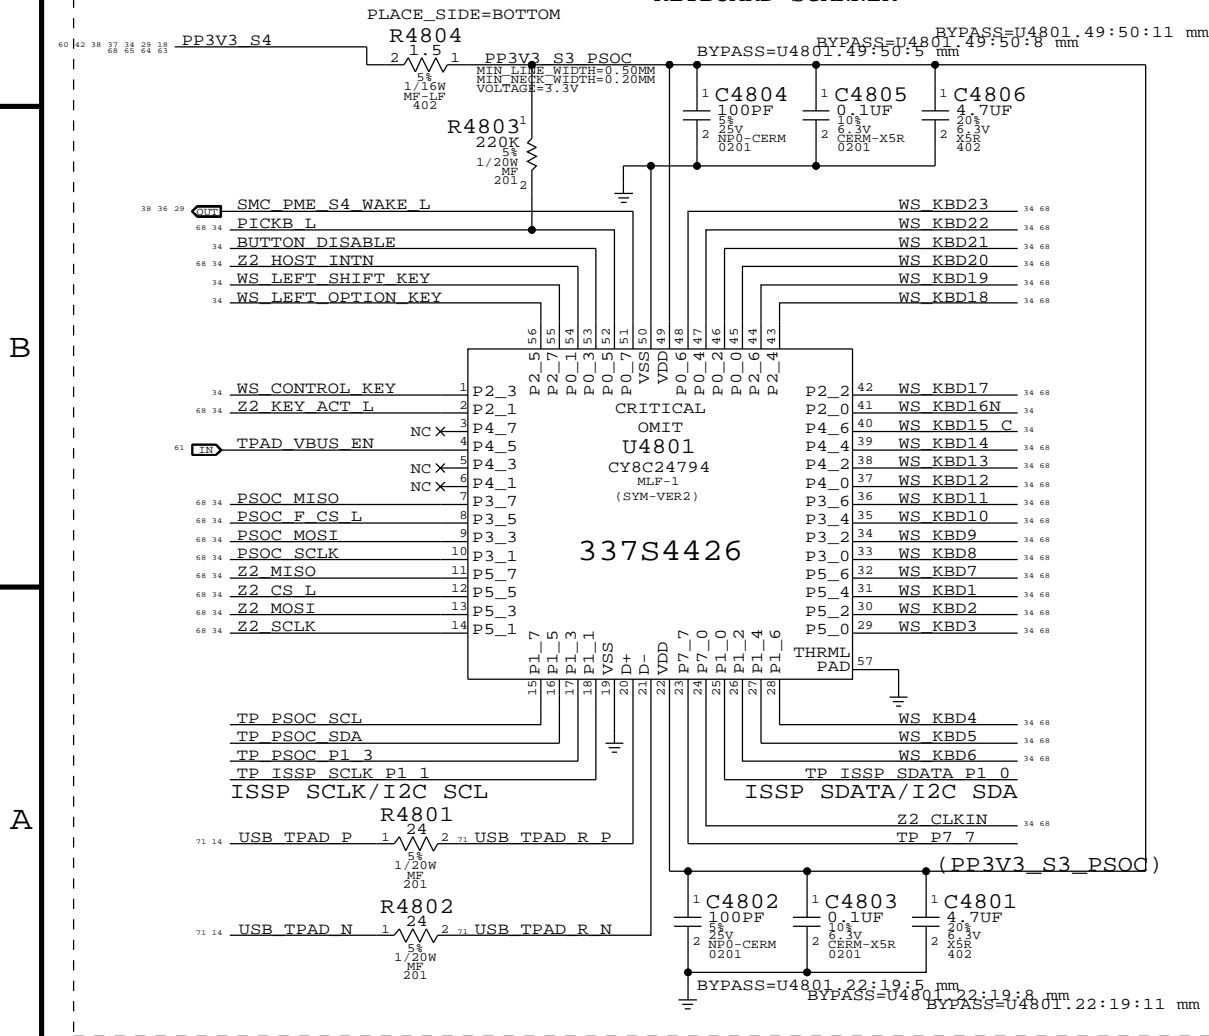 KEYBOARD SCANNER
PLACE_SIDE=BOTTOM
R4804
1.5
2 1
5%
1/16W
MF-LF
402
60 42 38 37 34 29 18
68 65 64 63
PP3V3_S4
PP3V3_S3_PSOC
MIN_LINE_WIDTH=0.50MM
MIN_NECK_WIDTH=0.20MM
VOLTAGE=3.3V
BYPASS=U4801.49:50:5 mm
BYPASS=U4801.49:50:8 mm
BYPASS=U4801.49:50:11 mm
R4803
1
220K
5%
1/20W
MF
201
2
1 C4804
100PF
5%
25V
2 NP0-CERM
0201
1 C4805
0.1UF
10%
6.3V
2 CERM-X5R
0201
1 C4806
4.7UF
20%
6.3V
2 X5R
402
38 36 29 OUT SMC_PME_S4_WAKE_L
68 34 PICKB_L
34 BUTTON_DISABLE
68 34 Z2_HOST_INTN
34 WS_LEFT_SHIFT_KEY
34 WS_LEFT_OPTION_KEY
WS_KBD23 34 68
WS_KBD22 34 68
WS_KBD21 34 68
WS_KBD20 34 68
WS_KBD19 34 68
WS_KBD18 34 68
56 55 54 53 52 51 50 49 48 47 46 45 44 43
P2_5 P2_7 P0_1 P0_3 P0_5 P0_7 VSS VDD P0_6 P0_4 P0_2 P0_0 P2_6 P2_4
B
34 WS_CONTROL_KEY 1 P2_3
68 34 Z2_KEY_ACT_L 2 P2_1
NC 3 P4_7
61 IN TPAD_VBUS_EN 4 P4_5
NC 5 P4_3
NC 6 P4_1
68 34 PSOC_MISO 7 P3_7
68 34 PSOC_F_CS_L 8 P3_5
68 34 PSOC_MOSI 9 P3_3
68 34 PSOC_SCLK 10 P3_1
68 34 Z2_MISO 11 P5_7
68 34 Z2_CS_L 12 P5_5
68 34 Z2_MOSI 13 P5_3
68 34 Z2_SCLK 14 P5_1
CRITICAL
OMIT
U4801
CY8C24794
MLF-1
(SYM-VER2)
337S4426
P2_2 42 WS_KBD17 34 68
P2_0 41 WS_KBD16N 34
P4_6 40 WS_KBD15_C 34
P4_4 39 WS_KBD14 34 68
P4_2 38 WS_KBD13 34 68
P4_0 37 WS_KBD12 34 68
P3_6 36 WS_KBD11 34 68
P3_4 35 WS_KBD10 34 68
P3_2 34 WS_KBD9 34 68
P3_0 33 WS_KBD8 34 68
P5_6 32 WS_KBD7 34 68
P5_4 31 WS_KBD1 34 68
P5_2 30 WS_KBD2 34 68
P5_0 29 WS_KBD3 34 68
THRML
PAD 57
P1_7 P1_5 P1_3 P1_1 VSS D+ D- VDD P7_7 P7_0 P1_0 P1_2 P1_4 P1_6
15 16 17 18 19 20 21 22 23 24 25 26 27 28
TP_PSOC_SCL
TP_PSOC_SDA
TP_PSOC_P1_3
TP_ISSP_SCLK_P1_1
ISSP SCLK/I2C SCL
WS_KBD4 34 68
WS_KBD5 34 68
WS_KBD6 34 68
TP_ISSP_SDATA_P1_0
ISSP SDATA/I2C SDA
Z2_CLKIN 34 68
TP_P7_7
A
R4801
24
71 14 USB_TPAD_P 1 2 71 USB_TPAD_R_P
5%
1/20W
MF
201
R4802
24
71 14 USB_TPAD_N 1 2 71 USB_TPAD_R_N
5%
1/20W
MF
201
(PP3V3_S3_PSOC)
1 C4802
100PF
5%
25V
2 NP0-CERM
0201
1 C4803
0.1UF
10%
6.3V
2 CERM-X5R
0201
1 C4801
4.7UF
20%
6.3V
2 X5R
402
BYPASS=U4801.22:19:5 mm
BYPASS=U4801.22:19:8 mm
BYPASS=U4801.22:19:11 mm